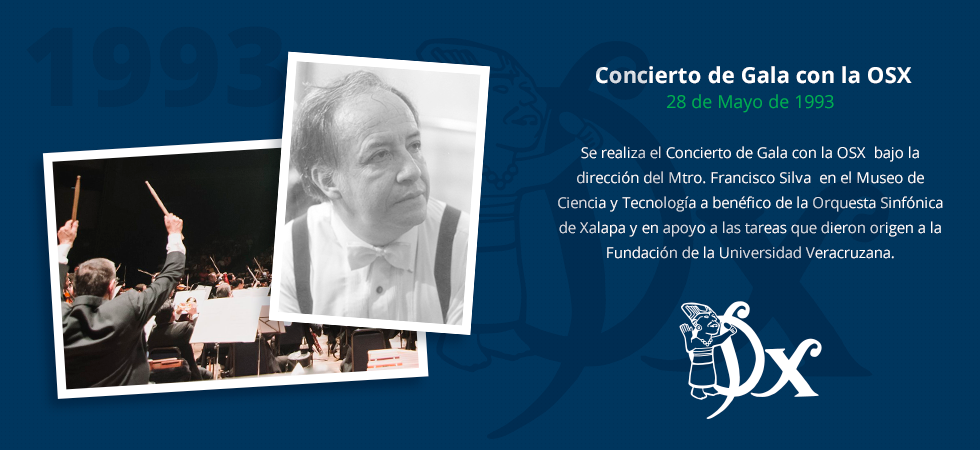 1993
Concierto de Gala con la OSX
28 de Mayo de 1993
Se realiza el Concierto de Gala con la OSX bajo la
dirección del Mtro. Francisco Silva en el Museo de
Ciencia y Tecnología a benéfico de la Orquesta Sinfónica
de Xalapa y en apoyo a las tareas que dieron origen a la
Fundación de la Universidad Veracruzana.